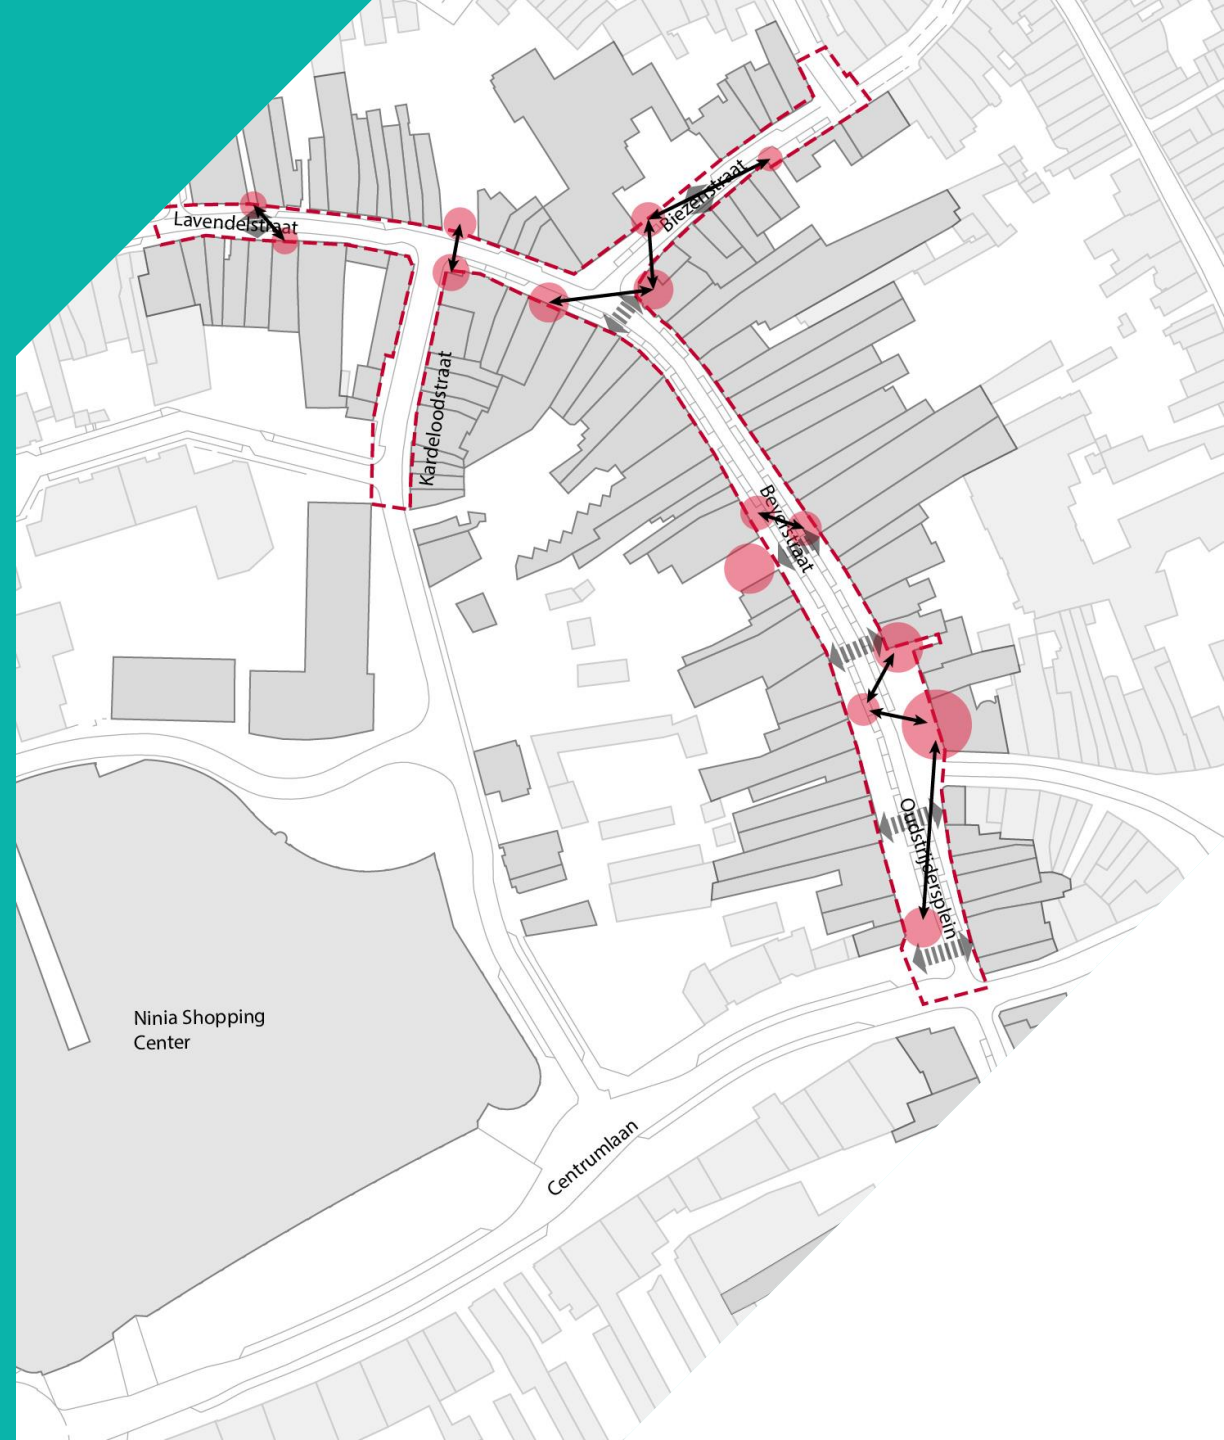 Biezenstraat
Lavendelstraat
Kardeloodstraat
Beverstraat
Oudstrijdersplein
Ninia Shopping
Center
Centrumlaan